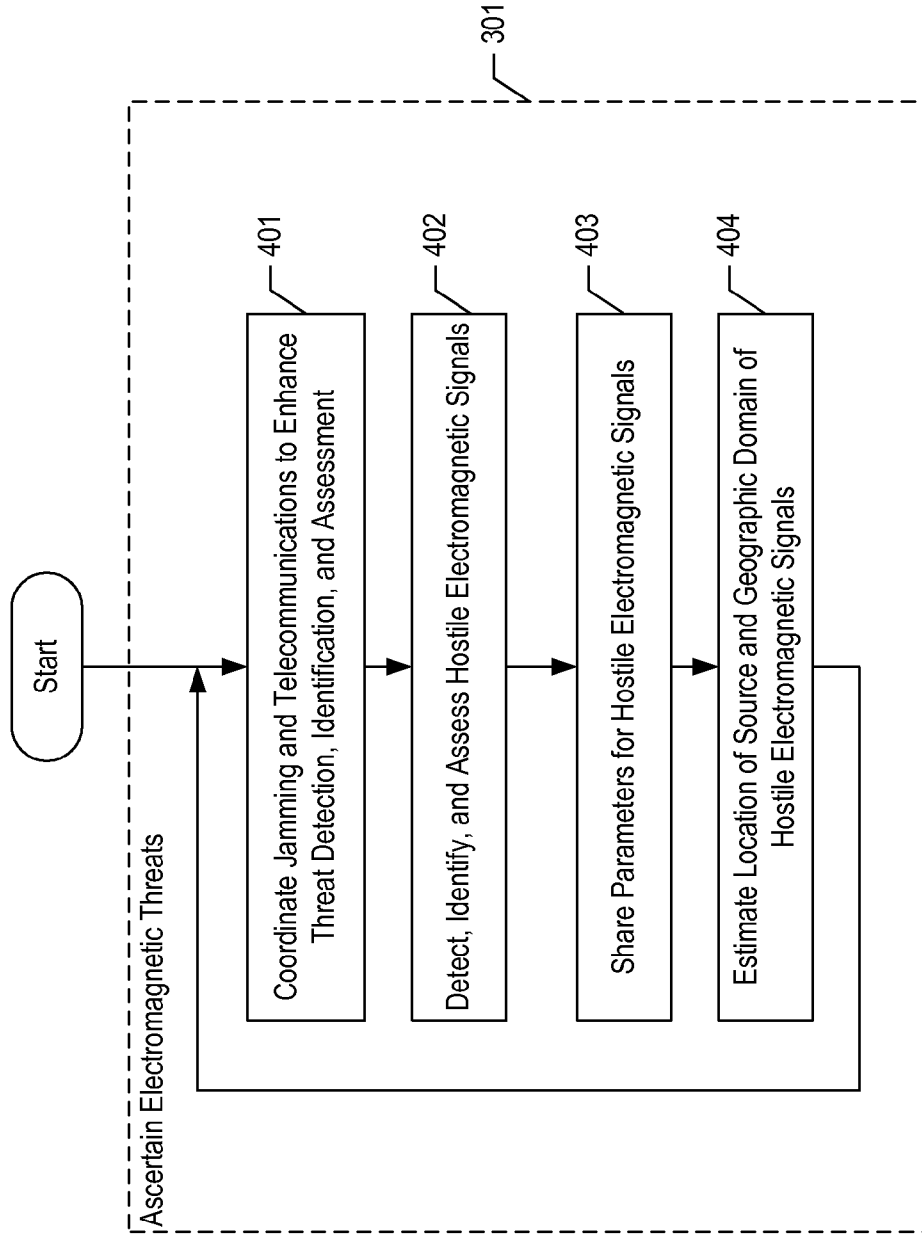 Start
Ascertain Electromagnetic Threats
301
401
Coordinate Jamming and Telecommunications to Enhance
Threat Detection, Identification, and Assessment
402
Detect, Identify, and Assess Hostile Electromagnetic Signals
403
Share Parameters for Hostile Electromagnetic Signals
404
Estimate Location of Source and Geographic Domain of
Hostile Electromagnetic Signals